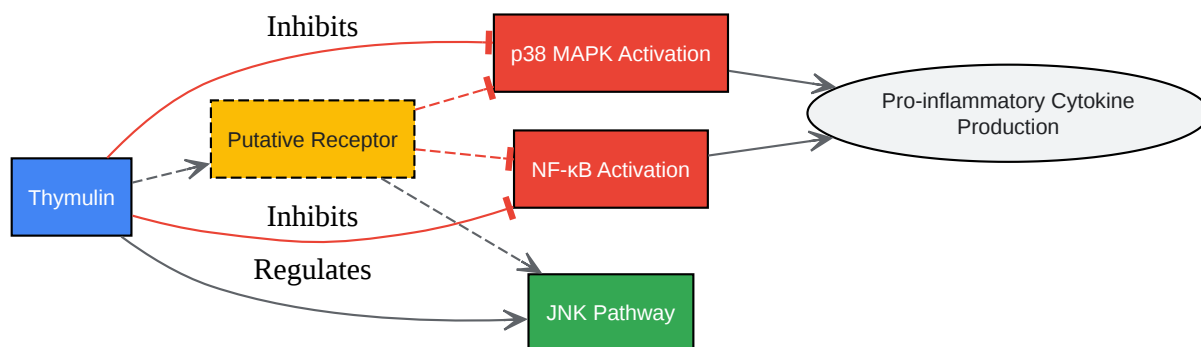 Inhibits
p38 MAPK Activation
Pro-inflammatory Cytokine
Production
Putative Receptor
NF-κB Activation
Thymulin
Inhibits
Regulates
JNK Pathway